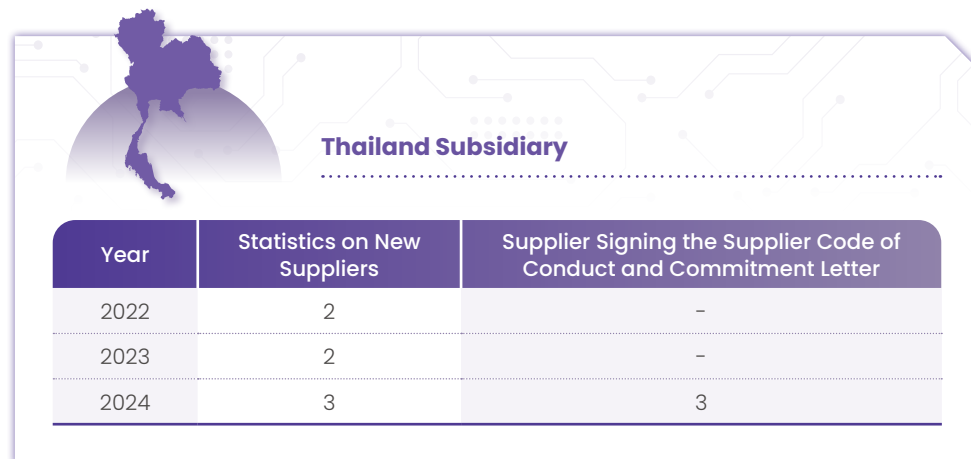 Thailand Subsidiary
Year
Statistics on New
Suppliers
Supplier Signing the Supplier Code of
Conduct and Commitment Letter
2022 2 -
2023 2 -
2024 3 3